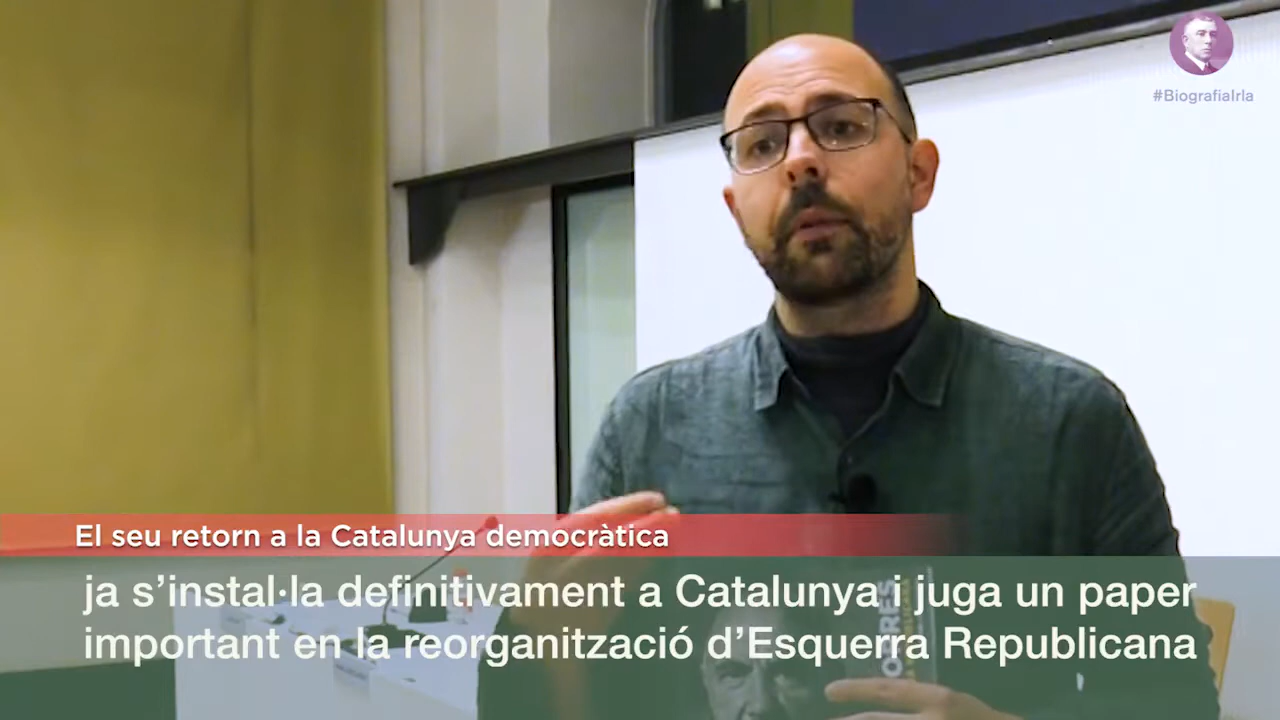 #BiografiaIrla
El seu retorn a la Catalunya democràtica
ja s'instal·la definitivament a Catalunya i juga un paper
important en la reorganització d'Esquerra Republicana